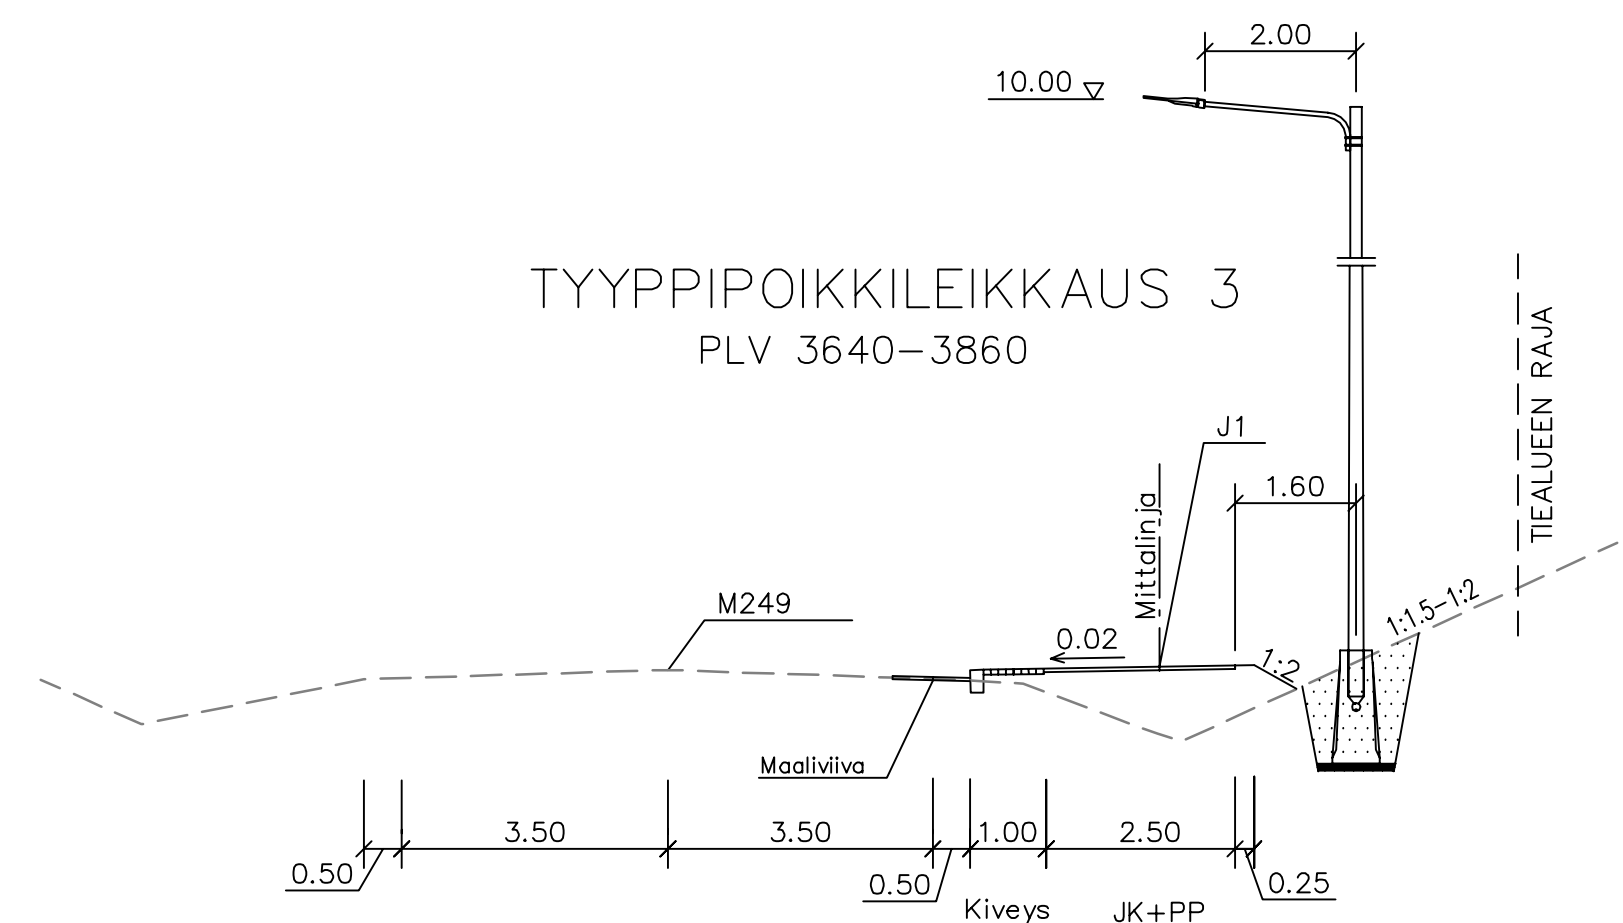 2.00
10.00
TYYPPIPOIKKILEIKKAUS 3
PLV 3640-3860
TIEALUEEN RAJA
J1
1.60
Mittalinja
M249
1:1.5-1:2
0.02
1:2
Maaliviiva
3.50
3.50
1.00
2.50
0.50
0.50
0.25
Kiveys
JK+PP